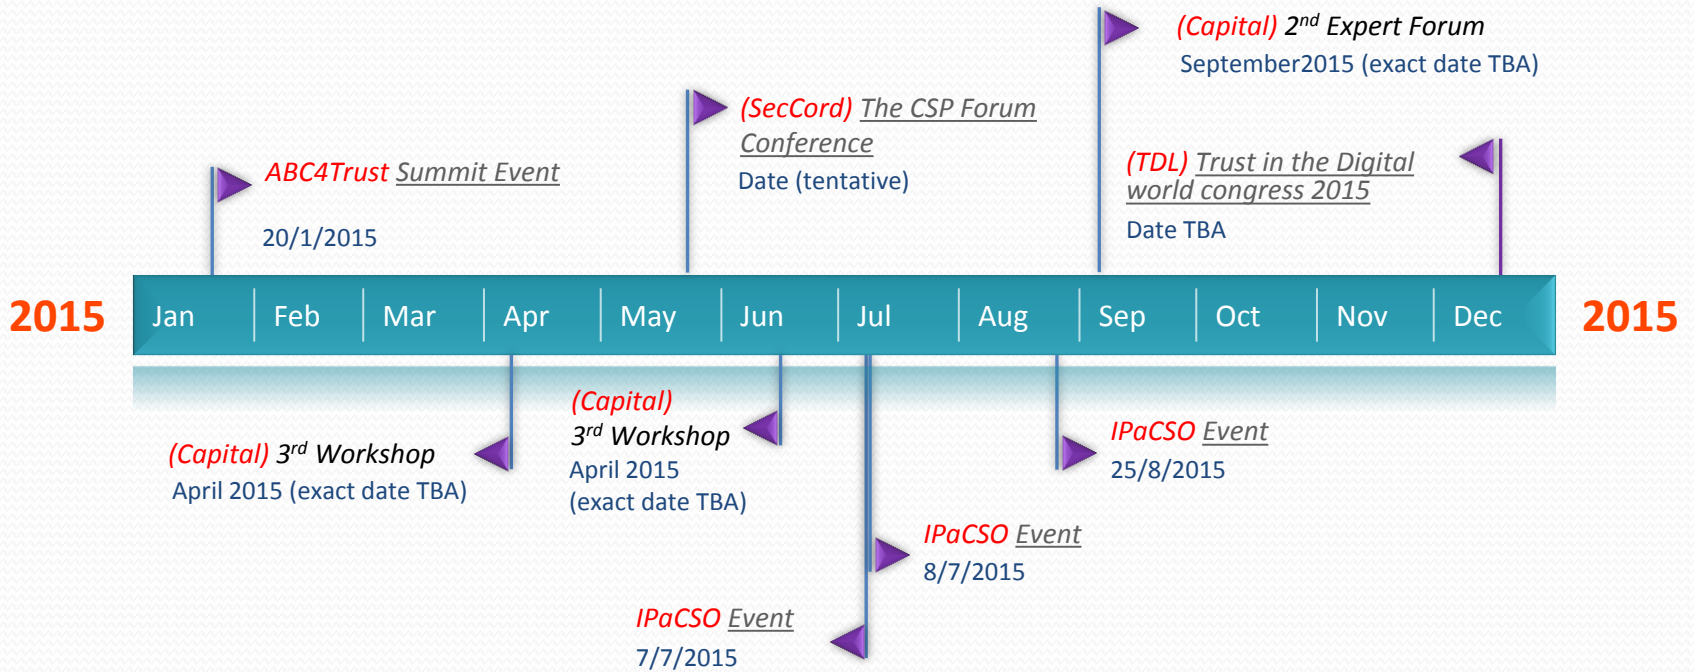 (Capital) 2nd Expert Forum
September2015 (exact date TBA)
(SecCord) The CSP Forum
Conference
Date (tentative)
ABC4Trust Summit Event
20/1/2015
(TDL) Trust in the Digital
world congress 2015
Date TBA
2015
Jan
Feb
Mar
Apr
May
Jun
Jul
Aug
Sep
Oct
Nov
Dec
2015
(Capital) 3rd Workshop
April 2015 (exact date TBA)
(Capital)
3rd Workshop
April 2015
(exact date TBA)
IPaCSO Event
25/8/2015
IPaCSO Event
8/7/2015
IPaCSO Event
7/7/2015